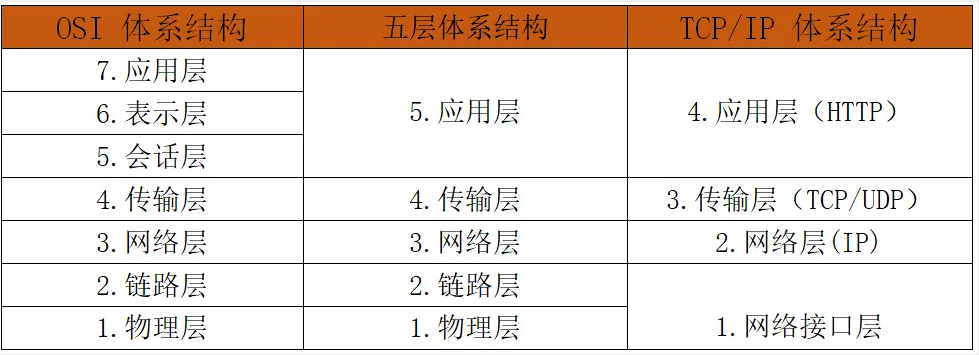 OSI 体系结构 五层体系结构 TCP/IP 体系结构
7.应用层
6.表示层 5.应用层 4.应用层（HTTP）
5.会话层
4.传输层 4.传输层 3.传输层（TCP/UDP）
3.网络层 3.网络层 2.网络层(IP)
2.链路层 2.链路层
1.物理层 1.物理层 1.网络接口层